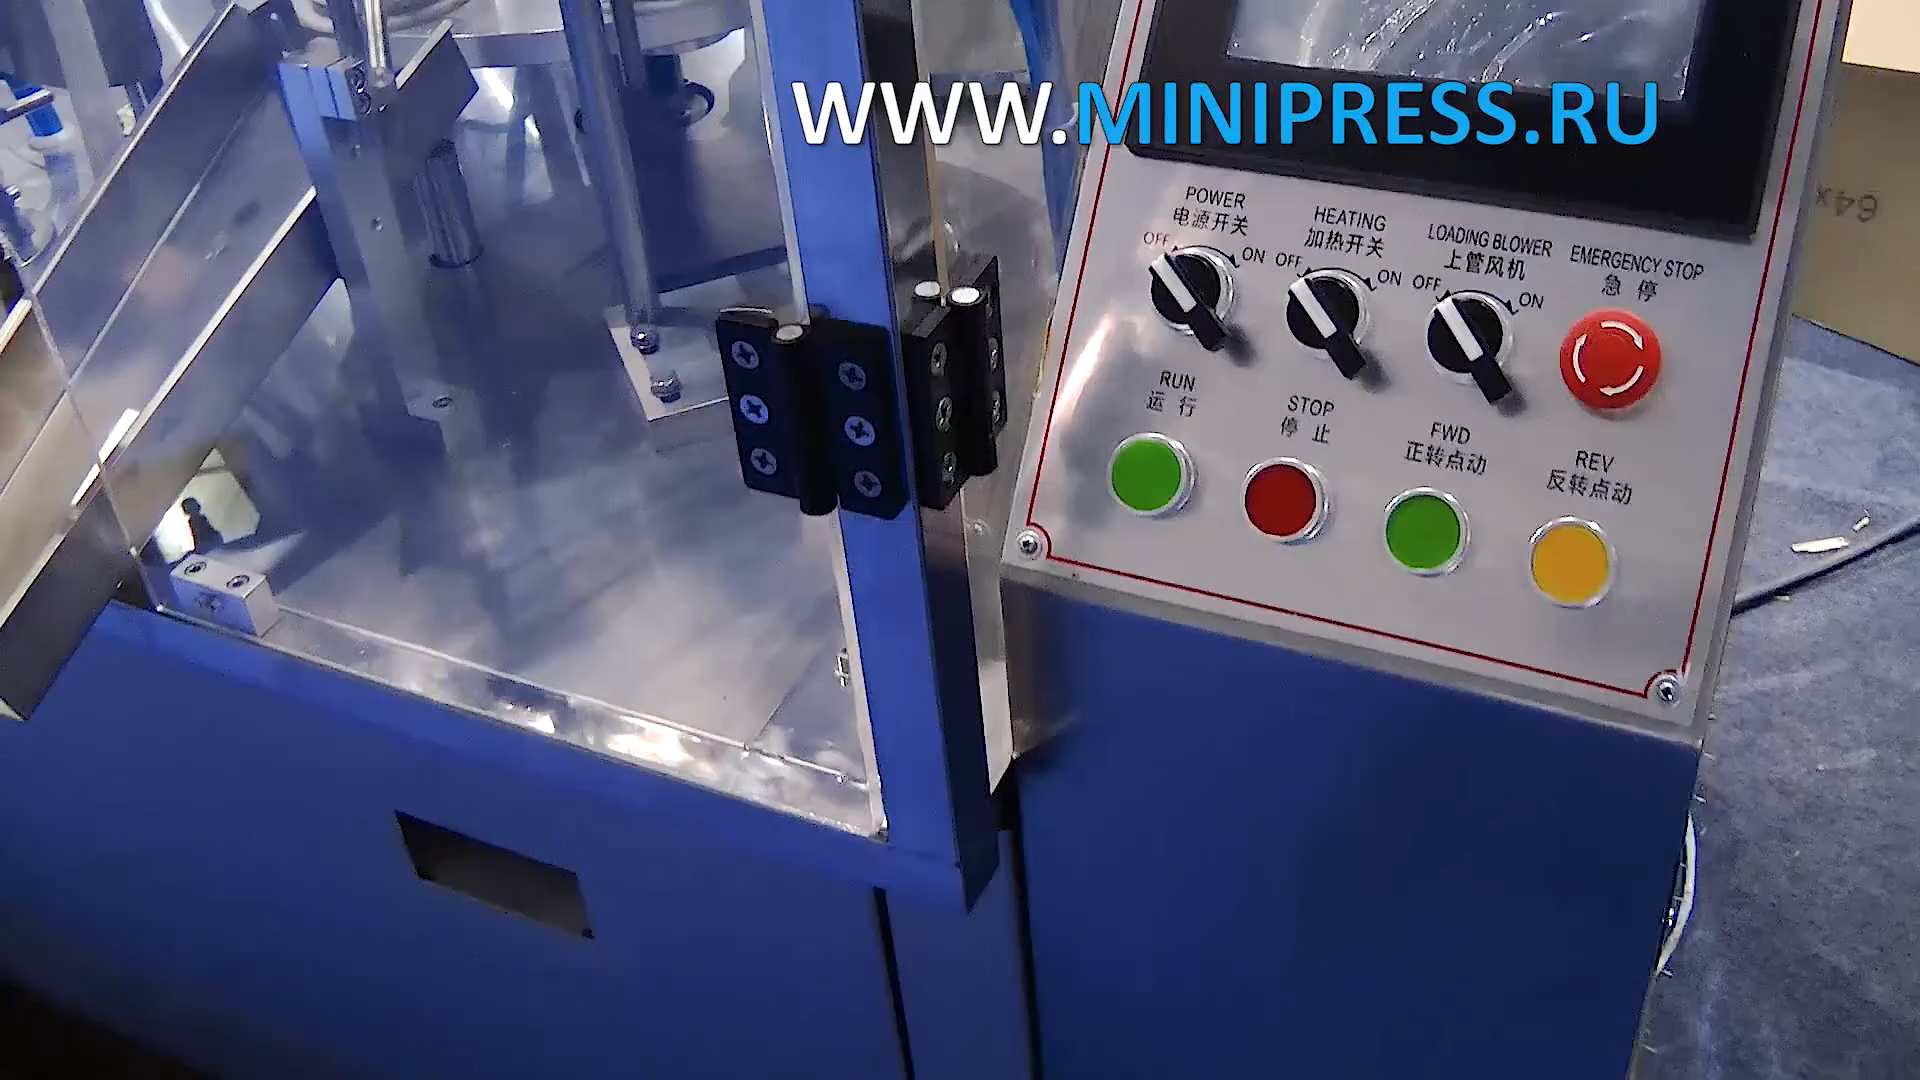 WWW.MINIPRESS.RU
POWER
电源开关
OFF ON
HEATING
加热开关
OFF ON
LOADING BLOWER
上管风机
OFF ON
EMERGENCY STOP
急 停
RUN
运 行
STOP
停 止
FWD
正转点动
REV
反转点动
64x